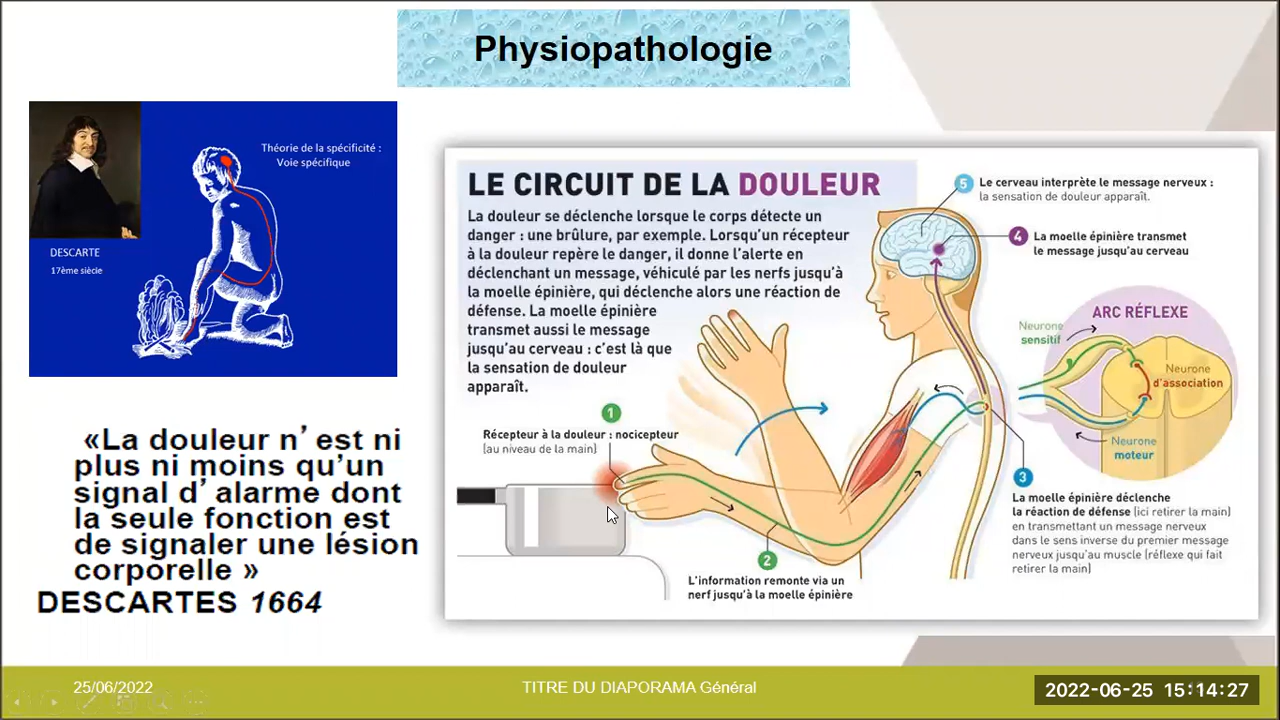 Physiopathologie
Théorie de la spécificité :
Voie spécifique
DESCARTE
17ème siècle
«La douleur n’ est ni
plus ni moins qu’un
signal d’ alarme dont
la seule fonction est
de signaler une lésion
corporelle »
DESCARTES 1664
LE CIRCUIT DE LA DOULEUR
La douleur se déclenche lorsque le corps détecte un
danger : une brûlure, par exemple. Lorsqu’un récepteur
à la douleur repère le danger, il donne l’alerte en
déclenchant un message, véhiculé par les nerfs jusqu’à
la moelle épinière, qui déclenche alors une réaction de
défense. La moelle épinière
transmet aussi le message
jusqu’au cerveau : c’est là que
la sensation de douleur
apparaît.
1
Récepteur à la douleur : nocicepteur
(au niveau de la main)
2
L’information remonte via un
nerf jusqu’à la moelle épinière
3
La moelle épinière déclenche
la réaction de défense (ici retirer la main)
en transmettant un message nerveux
dans le sens inverse du premier message
nerveux jusqu’au muscle (réflexe qui fait
retirer la main)
4
La moelle épinière transmet
le message jusqu’au cerveau
5
Le cerveau interprète le message nerveux :
la sensation de douleur apparaît.
ARC RÉFLEXE
Neurone
sensitif
Neurone
d’association
Neurone
moteur
25/06/2022
TITRE DU DIAPORAMA Général
2022-06-25 15:14:27